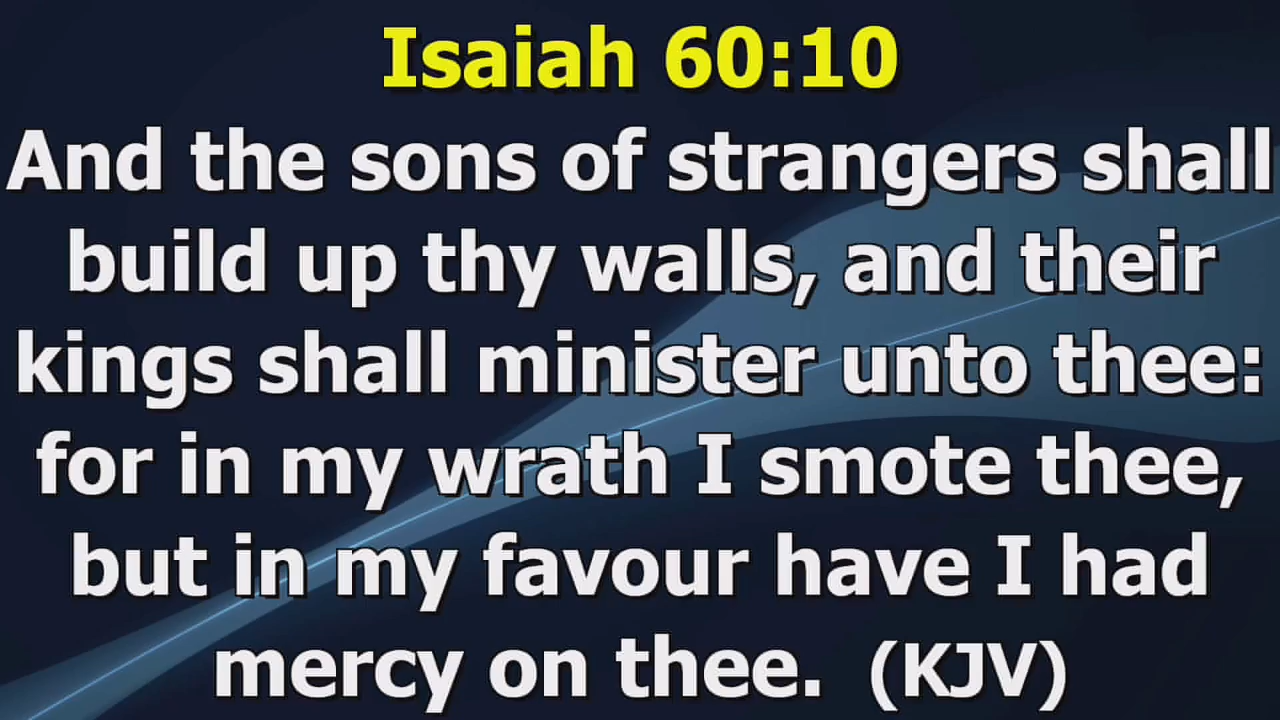 Isaiah 60:10
And the sons of strangers shall
build up thy walls, and their
kings shall minister unto thee:
for in my wrath I smote thee,
but in my favour have I had
mercy on thee. (KJV)